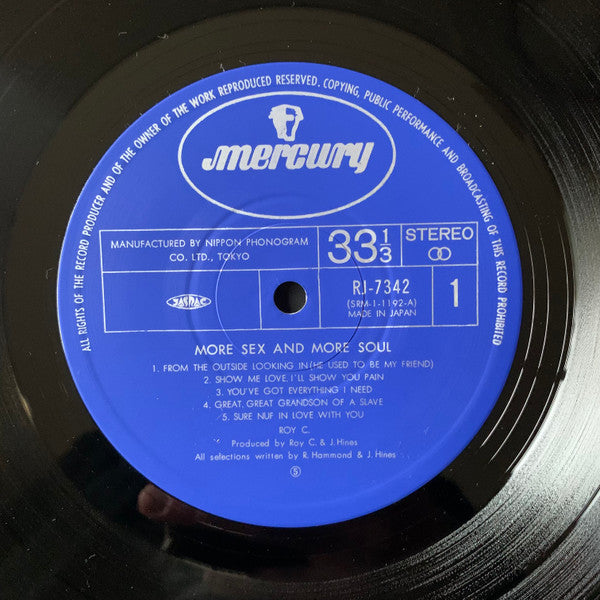 ALL RIGHTS OF THE RECORD PRODUCER AND OF THE OWNER OF THE WORK REPRODUCED RESERVED. COPYING, PUBLIC PERFORMANCE AND BROADCASTING OF THIS RECORD PROHIBITED
mercury
MANUFACTURED BY NIPPON PHONOGRAM
CO. LTD., TOKYO
33 1/3
STEREO
JASRAC
RJ-7342
(SRM-1-1192-A)
MADE IN JAPAN
1
MORE SEX AND MORE SOUL
1. FROM THE OUTSIDE LOOKING IN (HE USED TO BE MY FRIEND)
2. SHOW ME LOVE, I'LL SHOW YOU PAIN
3. YOU'VE GOT EVERYTHING I NEED
4. GREAT, GREAT GRANDSON OF A SLAVE
5. SURE NUF IN LOVE WITH YOU
ROY C.
Produced by Roy C. & J. Hines
All selections written by R. Hammond & J. Hines
⑤